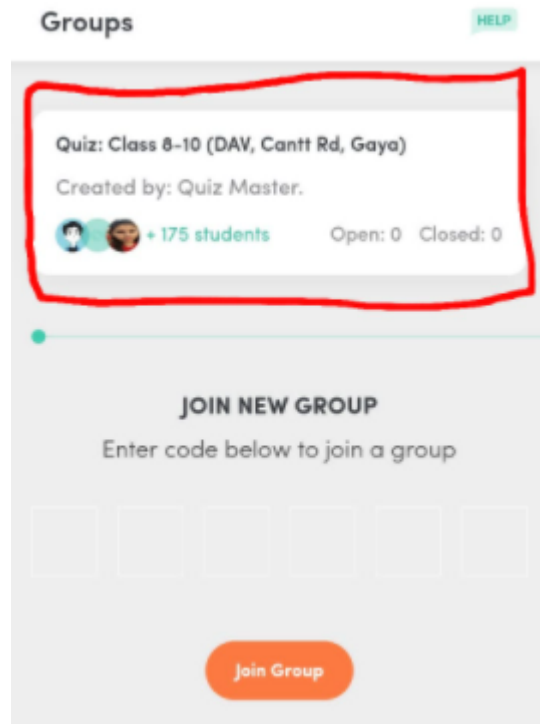 Groups
HELP
Quiz: Class 8-10 (DAV, Cantt Rd, Gaya)
Created by: Quiz Master.
+ 175 students Open: 0 Closed: 0
JOIN NEW GROUP
Enter code below to join a group
Join Group